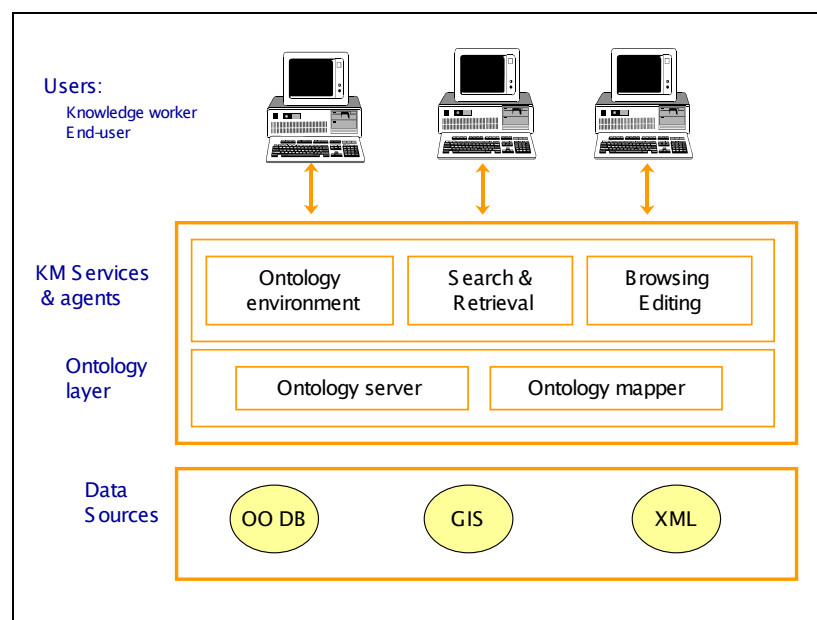 Users:
Knowledge worker
End-user
KM Services
& agents
Ontology
environment
Search &
Retrieval
Browsing
Editing
Ontology
layer
Ontology server
Ontology mapper
Data
Sources
OO DB
GIS
XML